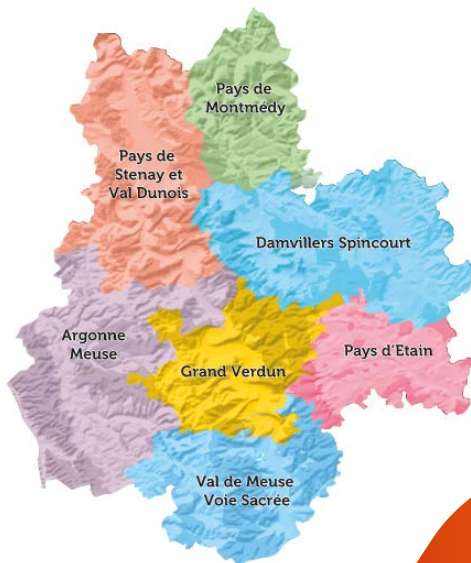 Pays de
Montmédy
Pays de
Stenay et
Val Dunois
Damvillers Spincourt
Argonne
Meuse
Grand Verdun
Pays d'Etain
Val de Meuse
Voie Sacrée